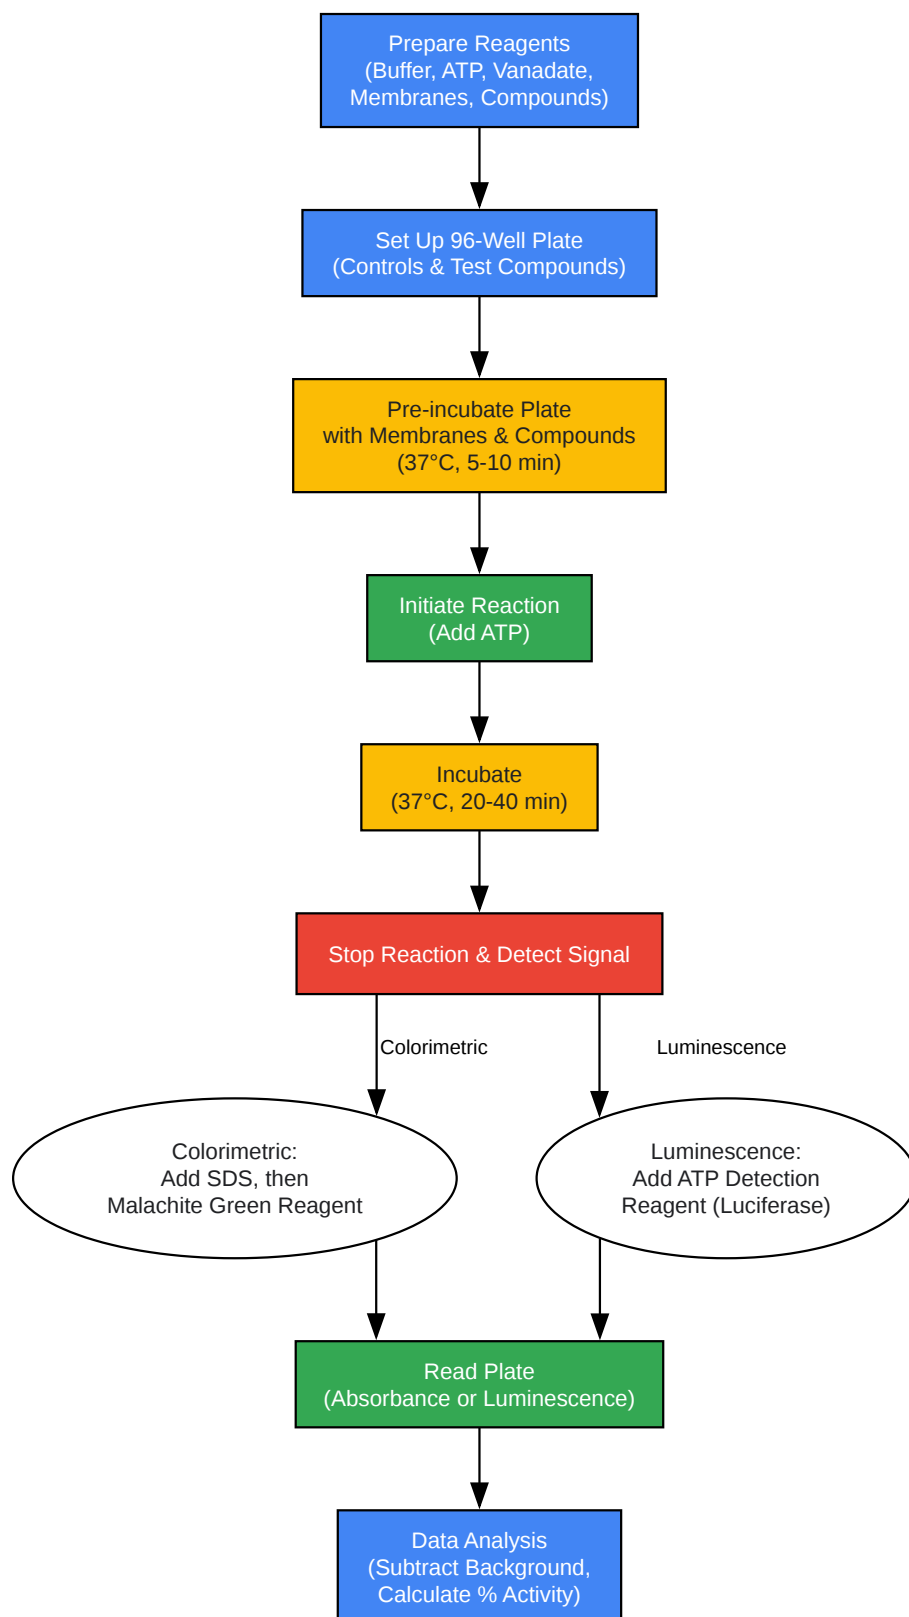 Prepare Reagents
(Buffer, ATP, Vanadate,
Membranes, Compounds)
Set Up 96-Well Plate
(Controls & Test Compounds)
Pre-incubate Plate
with Membranes & Compounds
(37°C, 5-10 min)
Initiate Reaction
(Add ATP)
Incubate
(37°C, 20-40 min)
Stop Reaction & Detect Signal
Colorimetric
Luminescence
Colorimetric:
Add SDS, then
Malachite Green Reagent
Luminescence:
Add ATP Detection
Reagent (Luciferase)
Read Plate
(Absorbance or Luminescence)
Data Analysis
(Subtract Background,
Calculate % Activity)